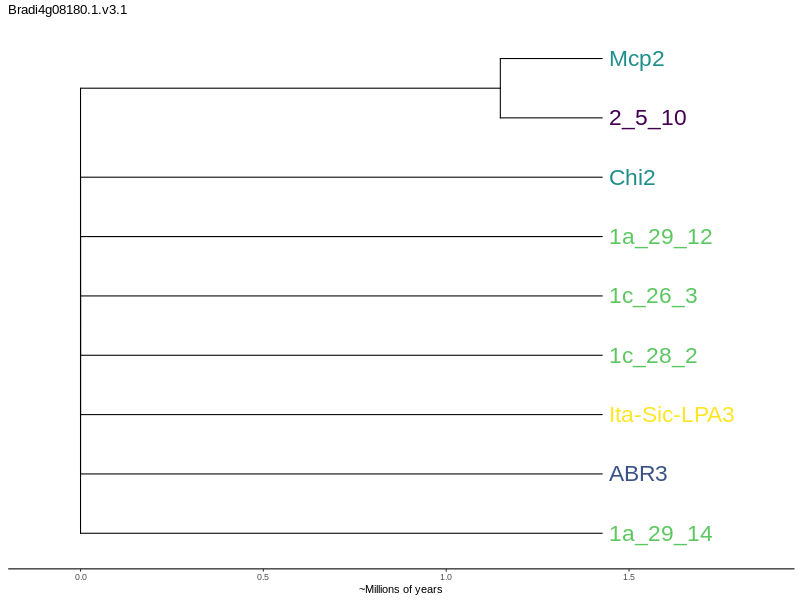 Bradi4g08180.1.v3.1
Mcp2
2_5_10
Chi2
1a_29_12
1c_26_3
1c_28_2
Ita-Sic-LPA3
ABR3
1a_29_14
0.0 0.5 1.0 1.5
~Millions of years